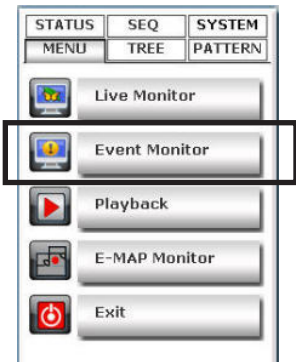 STATUS SEQ SYSTEM
MENU TREE PATTERN
Live Monitor
Event Monitor
Playback
E-MAP Monitor
Exit